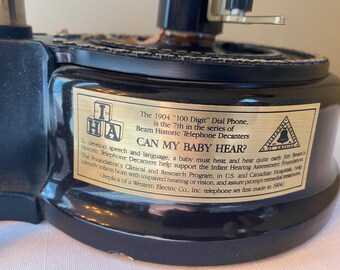 I
H A
The 1904 "100 Digit" Dial Phone,
is the 7th in the series of
Beam Historic Telephone Decanters
CAN MY BABY HEAR?
To develop speech and language, a baby must hear, and hear quite early. Jim Beam's
Historic Telephone Decanters help support the Infant Hearing Assessment Foundation.
The Foundation's Clinical and Research Program, in U.S. and Canadian Hospitals, help
identify infants born with impaired hearing or vision, and assure prompt remedial treatment.
(Replica of a Western Electric Co., Inc. telephone set first made in 1904.)